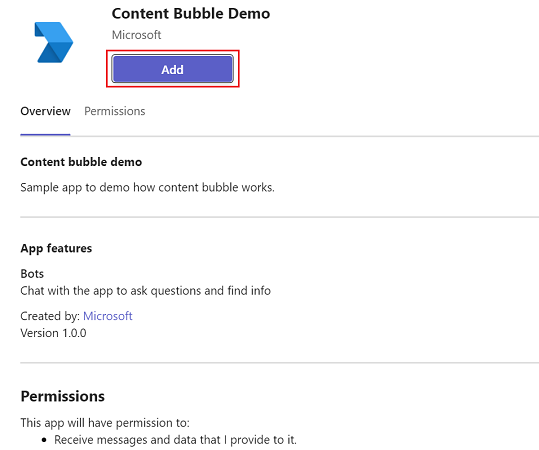 Content Bubble Demo
Microsoft
Add
Overview Permissions
Content bubble demo
Sample app to demo how content bubble works.
App features
Bots
Chat with the app to ask questions and find info
Created by: Microsoft
Version 1.0.0
Permissions
This app will have permission to:
• Receive messages and data that I provide to it.